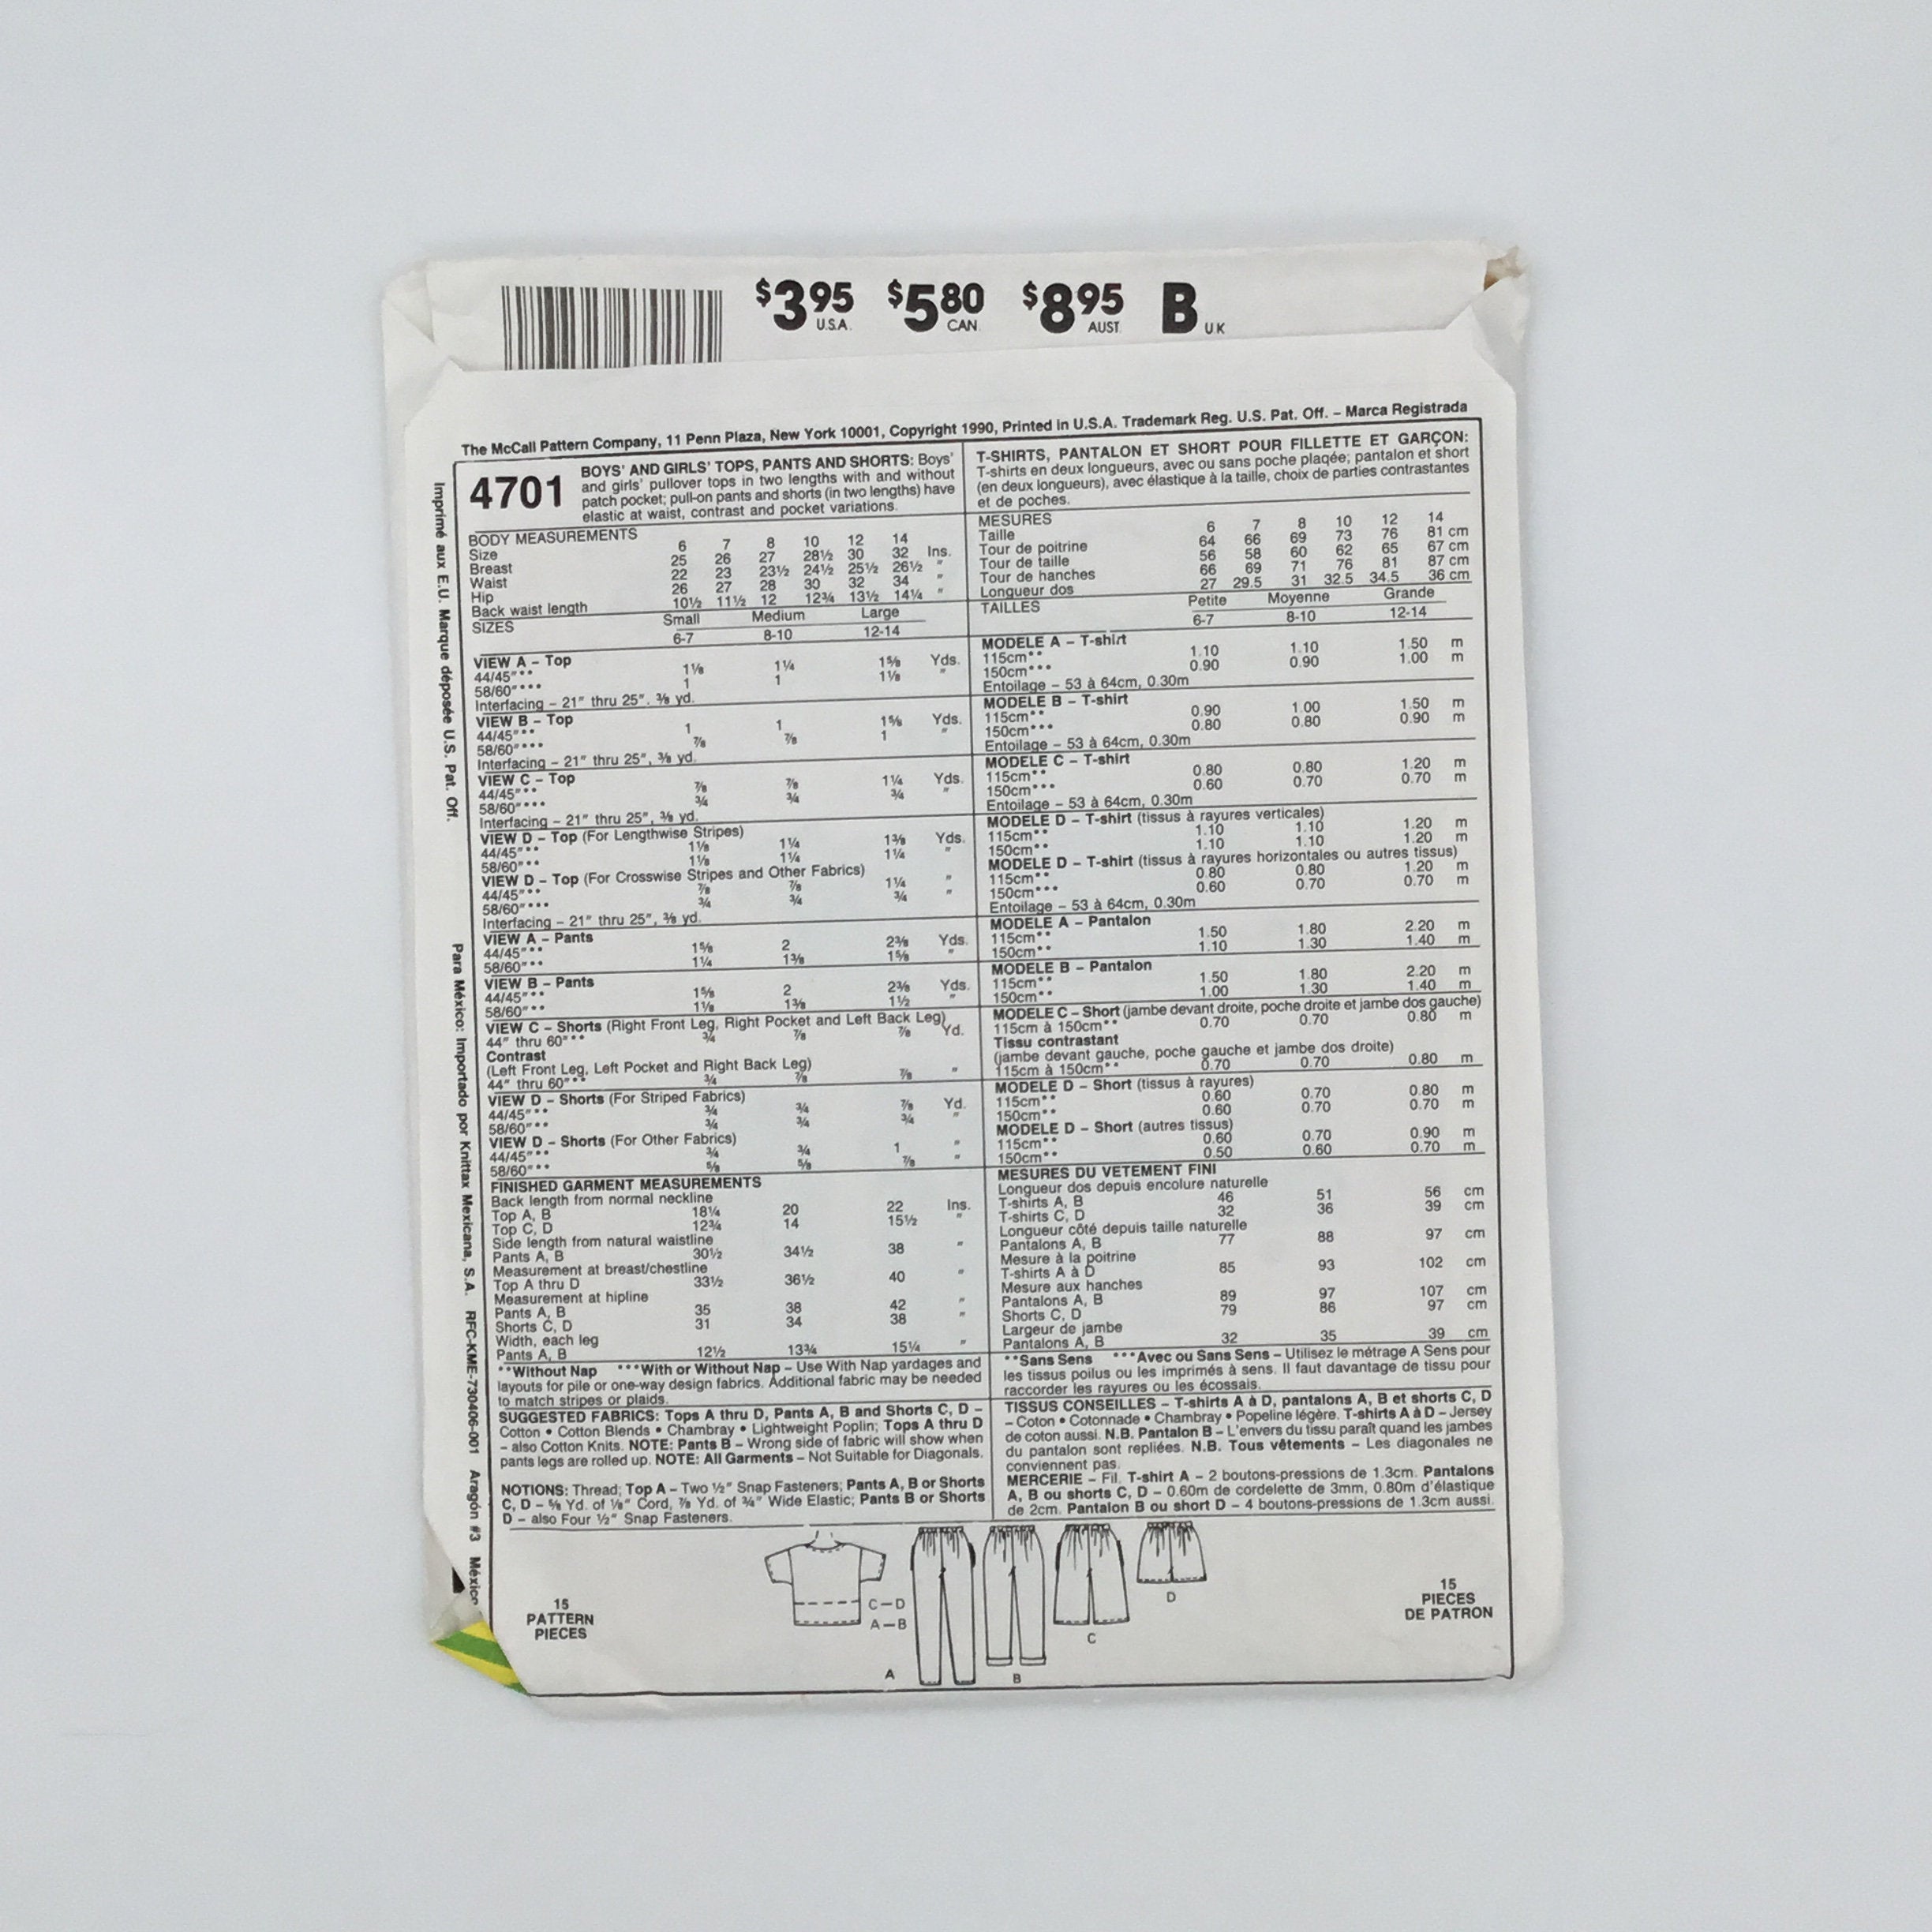 $3.95 U.S.A. $5.80 CAN. $8.95 AUST. B UK
The McCall Pattern Company, 11 Penn Plaza, New York 10001, Copyright 1990, Printed in U.S.A. Trademark Reg. U.S. Pat. Off. – Marca Registrada
4701
BOYS' AND GIRLS' TOPS, PANTS AND SHORTS: Boys'
and girls' pullover tops in two lengths with and without
patch pocket; pull-on pants and shorts (in two lengths) have
elastic at waist, contrast and pocket variations.
BODY MEASUREMENTS
Size 6 7 8 10 12 14
Breast 25 26 27 28½ 30 32 Ins.
Waist 22 23 23½ 24½ 25½ 26½ "
Hip 26 27 28 30 32 34 "
Back waist length 10½ 11½ 12 12¾ 13½ 14¼ "
SIZES Small Medium Large
6-7 8-10 12-14
VIEW A – Top
44/45"** 1⅛ 1¼ 1⅝ Yds.
58/60"*** 1 1 1⅛ "
Interfacing – 21" thru 25". ⅜ yd.
VIEW B – Top
44/45"** 1 1 1⅝ Yds.
58/60"*** ⅞ ⅞ 1 "
Interfacing – 21" thru 25", ⅜ yd.
VIEW C – Top
44/45"** ⅞ ⅞ 1¼ Yds.
58/60"*** ¾ ¾ ¾ "
Interfacing – 21" thru 25", ⅜ yd.
VIEW D – Top (For Lengthwise Stripes)
44/45"** 1⅛ 1¼ 1⅜ Yds.
58/60"** 1⅛ 1¼ 1¼ "
VIEW D – Top (For Crosswise Stripes and Other Fabrics)
44/45"** ⅞ ⅞ 1¼ "
58/60"*** ¾ ¾ ¾ "
Interfacing – 21" thru 25", ⅜ yd.
VIEW A – Pants
44/45"** 1⅝ 2 2⅜ Yds.
58/60"** 1¼ 1⅜ 1⅝ "
VIEW B – Pants
44/45"** 1⅝ 2 2⅜ Yds.
58/60"** 1⅛ 1⅜ 1½ "
VIEW C – Shorts (Right Front Leg, Right Pocket and Left Back Leg)
44" thru 60"** ¾ ⅞ ⅞ Yd.
Contrast
(Left Front Leg, Left Pocket and Right Back Leg)
44" thru 60"** ¾ ⅞ ⅞ "
VIEW D – Shorts (For Striped Fabrics)
44/45"** ¾ ¾ ⅞ Yd.
58/60"** ¾ ¾ ¾ "
VIEW D – Shorts (For Other Fabrics)
44/45"** ¾ ¾ 1 "
58/60"** ⅝ ⅝ ⅞ "
FINISHED GARMENT MEASUREMENTS
Back length from normal neckline
Top A, B 18¼ 20 22 Ins.
Top C, D 12¾ 14 15½ "
Side length from natural waistline
Pants A, B 30½ 34½ 38 "
Measurement at breast/chestline
Top A thru D 33½ 36½ 40 "
Measurement at hipline
Pants A, B 35 38 42 "
Shorts C, D 31 34 38 "
Width, each leg
Pants A, B 12½ 13¾ 15¼ "
**Without Nap ***With or Without Nap – Use With Nap yardages and
layouts for pile or one-way design fabrics. Additional fabric may be needed
to match stripes or plaids.
SUGGESTED FABRICS: Tops A thru D, Pants A, B and Shorts C, D –
Cotton • Cotton Blends • Chambray • Lightweight Poplin; Tops A thru D
– also Cotton Knits. NOTE: Pants B – Wrong side of fabric will show when
pants legs are rolled up. NOTE: All Garments – Not Suitable for Diagonals.
NOTIONS: Thread; Top A – Two ½" Snap Fasteners; Pants A, B or Shorts
C, D – ⅝ Yd. of ⅛" Cord, ⅞ Yd. of ¾" Wide Elastic; Pants B or Shorts
D – also Four ½" Snap Fasteners.
T-SHIRTS, PANTALON ET SHORT POUR FILLETTE ET GARÇON:
T-shirts en deux longueurs, avec ou sans poche plaqée; pantalon et short
(en deux longueurs), avec élastique à la taille, choix de parties contrastantes
et de poches.
MESURES
Taille 6 7 8 10 12 14
Tour de poitrine 64 66 69 73 76 81 cm
Tour de taille 56 58 60 62 65 67 cm
Tour de hanches 66 69 71 76 81 87 cm
Longueur dos 27 29.5 31 32.5 34.5 36 cm
TAILLES Petite Moyenne Grande
6-7 8-10 12-14
MODELE A – T-shirt
115cm** 1.10 1.10 1.50 m
150cm*** 0.90 0.90 1.00 m
Entoilage – 53 à 64cm, 0.30m
MODELE B – T-shirt
115cm** 0.90 1.00 1.50 m
150cm*** 0.80 0.80 0.90 m
Entoilage – 53 à 64cm, 0.30m
MODELE C – T-shirt
115cm** 0.80 0.80 1.20 m
150cm*** 0.60 0.70 0.70 m
Entoilage – 53 à 64cm, 0.30m
MODELE D – T-shirt (tissus à rayures verticales)
115cm** 1.10 1.10 1.20 m
150cm** 1.10 1.10 1.20 m
MODELE D – T-shirt (tissus à rayures horizontales ou autres tissus)
115cm** 0.80 0.80 1.20 m
150cm*** 0.60 0.70 0.70 m
Entoilage – 53 à 64cm, 0.30m
MODELE A – Pantalon
115cm** 1.50 1.80 2.20 m
150cm** 1.10 1.30 1.40 m
MODELE B – Pantalon
115cm** 1.50 1.80 2.20 m
150cm** 1.00 1.30 1.40 m
MODELE C – Short (jambe devant droite, poche droite et jambe dos gauche)
115cm à 150cm** 0.70 0.70 0.80 m
Tissu contrastant
(jambe devant gauche, poche gauche et jambe dos droite)
115cm à 150cm** 0.70 0.70 0.80 m
MODELE D – Short (tissus à rayures)
115cm** 0.60 0.70 0.80 m
150cm** 0.60 0.70 0.70 m
MODELE D – Short (autres tissus)
115cm** 0.60 0.70 0.90 m
150cm** 0.50 0.60 0.70 m
MESURES DU VETEMENT FINI
Longueur dos depuis encolure naturelle
T-shirts A, B 46 51 56 cm
T-shirts C, D 32 36 39 cm
Longueur côté depuis taille naturelle
Pantalons A, B 77 88 97 cm
Mesure à la poitrine
T-shirts A à D 85 93 102 cm
Mesure aux hanches
Pantalons A, B 89 97 107 cm
Shorts C, D 79 86 97 cm
Largeur de jambe
Pantalons A, B 32 35 39 cm
**Sans Sens ***Avec ou Sans Sens – Utilisez le métrage A Sens pour
les tissus poilus ou les imprimés à sens. Il faut davantage de tissu pour
raccorder les rayures ou les écossais.
TISSUS CONSEILLES – T-shirts A à D, pantalons A, B et shorts C, D
– Coton • Cotonnade • Chambray • Popeline légère. T-shirts A à D – Jersey
de coton aussi. N.B. Pantalon B – L'envers du tissu paraît quand les jambes
du pantalon sont repliées. N.B. Tous vêtements – Les diagonales ne
conviennent pas.
MERCERIE – Fil. T-shirt A – 2 boutons-pressions de 1.3cm. Pantalons
A, B ou shorts C, D – 0.60m de cordelette de 3mm, 0.80m d'élastique
de 2cm. Pantalon B ou short D – 4 boutons-pressions de 1.3cm aussi.
15
PATTERN
PIECES
C–D
A–B
A
B
C
D
15
PIECES
DE PATRON
Imprimé aux E.U. Marque déposée U.S. Pat. Off.
Para México: Importado por Knittax Mexicana, S.A. RFC-KME-730406-001 Aragón #3 México